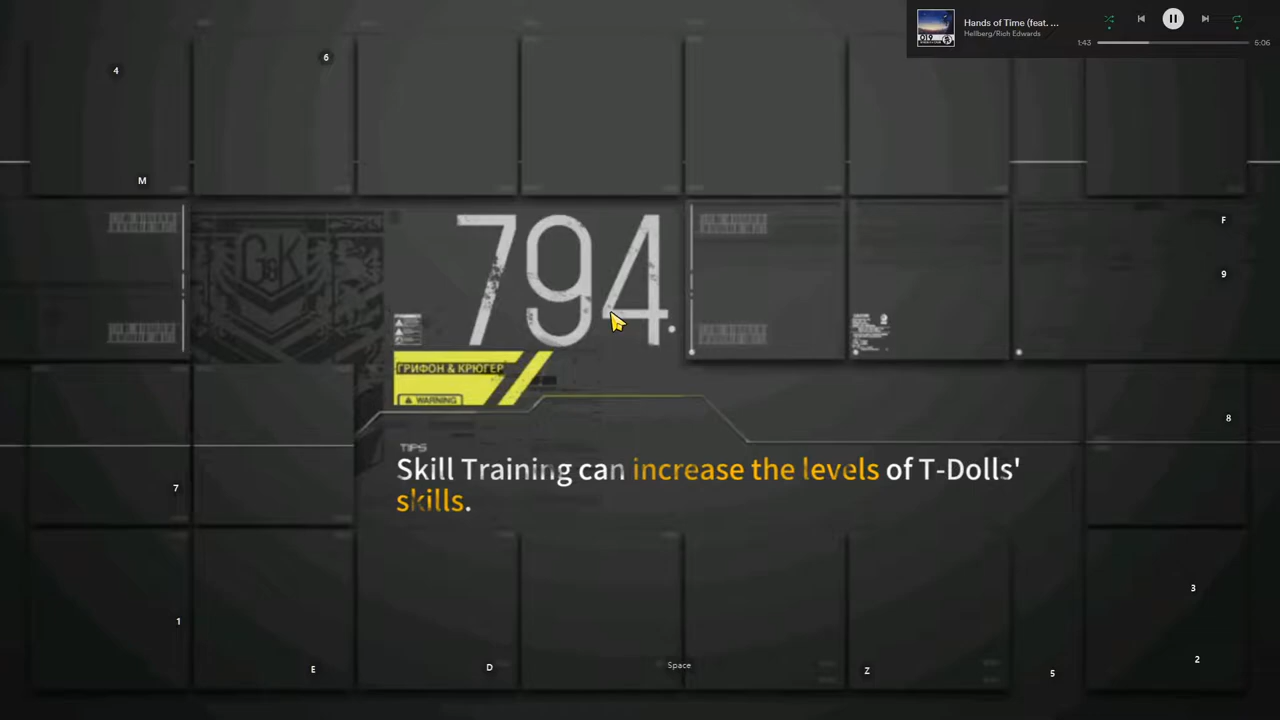 Hands of Time (feat. ...
Hellberg/Rich Edwards
1:43
6:06
4
6
M
F
G&K
794.
9
ГРИФОН & КРЮГЕР
WARNING
8
TIPS
Skill Training can increase the levels of T-Dolls'
skills.
7
3
1
E
D
Space
Z
5
2